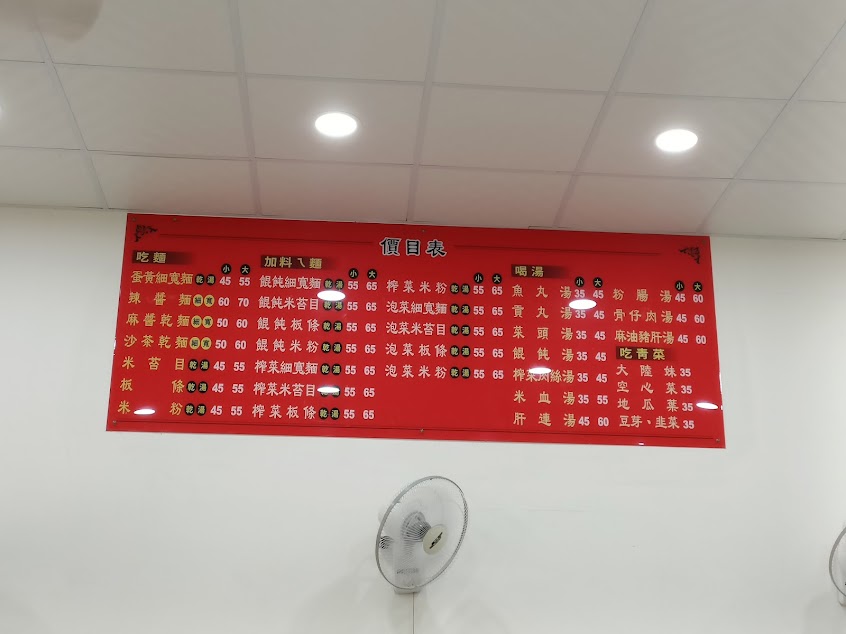 價目表
吃麵
小 大
蛋黃細寬麵 乾 湯 45 55
辣醬麵 細 寬 60 70
麻醬乾麵 細 寬 50 60
沙茶乾麵 細 寬 50 60
米苔目 乾 湯 45 55
板條 乾 湯 45 55
米粉 乾 湯 45 55
加料ㄟ麵
小 大
餛飩細寬麵 乾 湯 55 65
餛飩米苔目 乾 湯 55 65
餛飩板條 乾 湯 55 65
餛飩米粉 乾 湯 55 65
榨菜細寬麵 乾 湯 55 65
榨菜米苔目 乾 湯 55 65
榨菜板條 乾 湯 55 65
小 大
榨菜米粉 乾 湯 55 65
泡菜細寬麵 乾 湯 55 65
泡菜米苔目 乾 湯 55 65
泡菜板條 乾 湯 55 65
泡菜米粉 乾 湯 55 65
喝湯
小 大
魚丸湯 35 45
貢丸湯 35 45
菜頭湯 35 45
餛飩湯 35 45
榨菜肉絲湯 35 45
米血湯 35 55
肝連湯 45 60
小 大
粉腸湯 45 60
骨仔肉湯 45 60
麻油豬肝湯 45 60
吃青菜
大陸妹 35
空心菜 35
地瓜葉 35
豆芽、韭菜 35